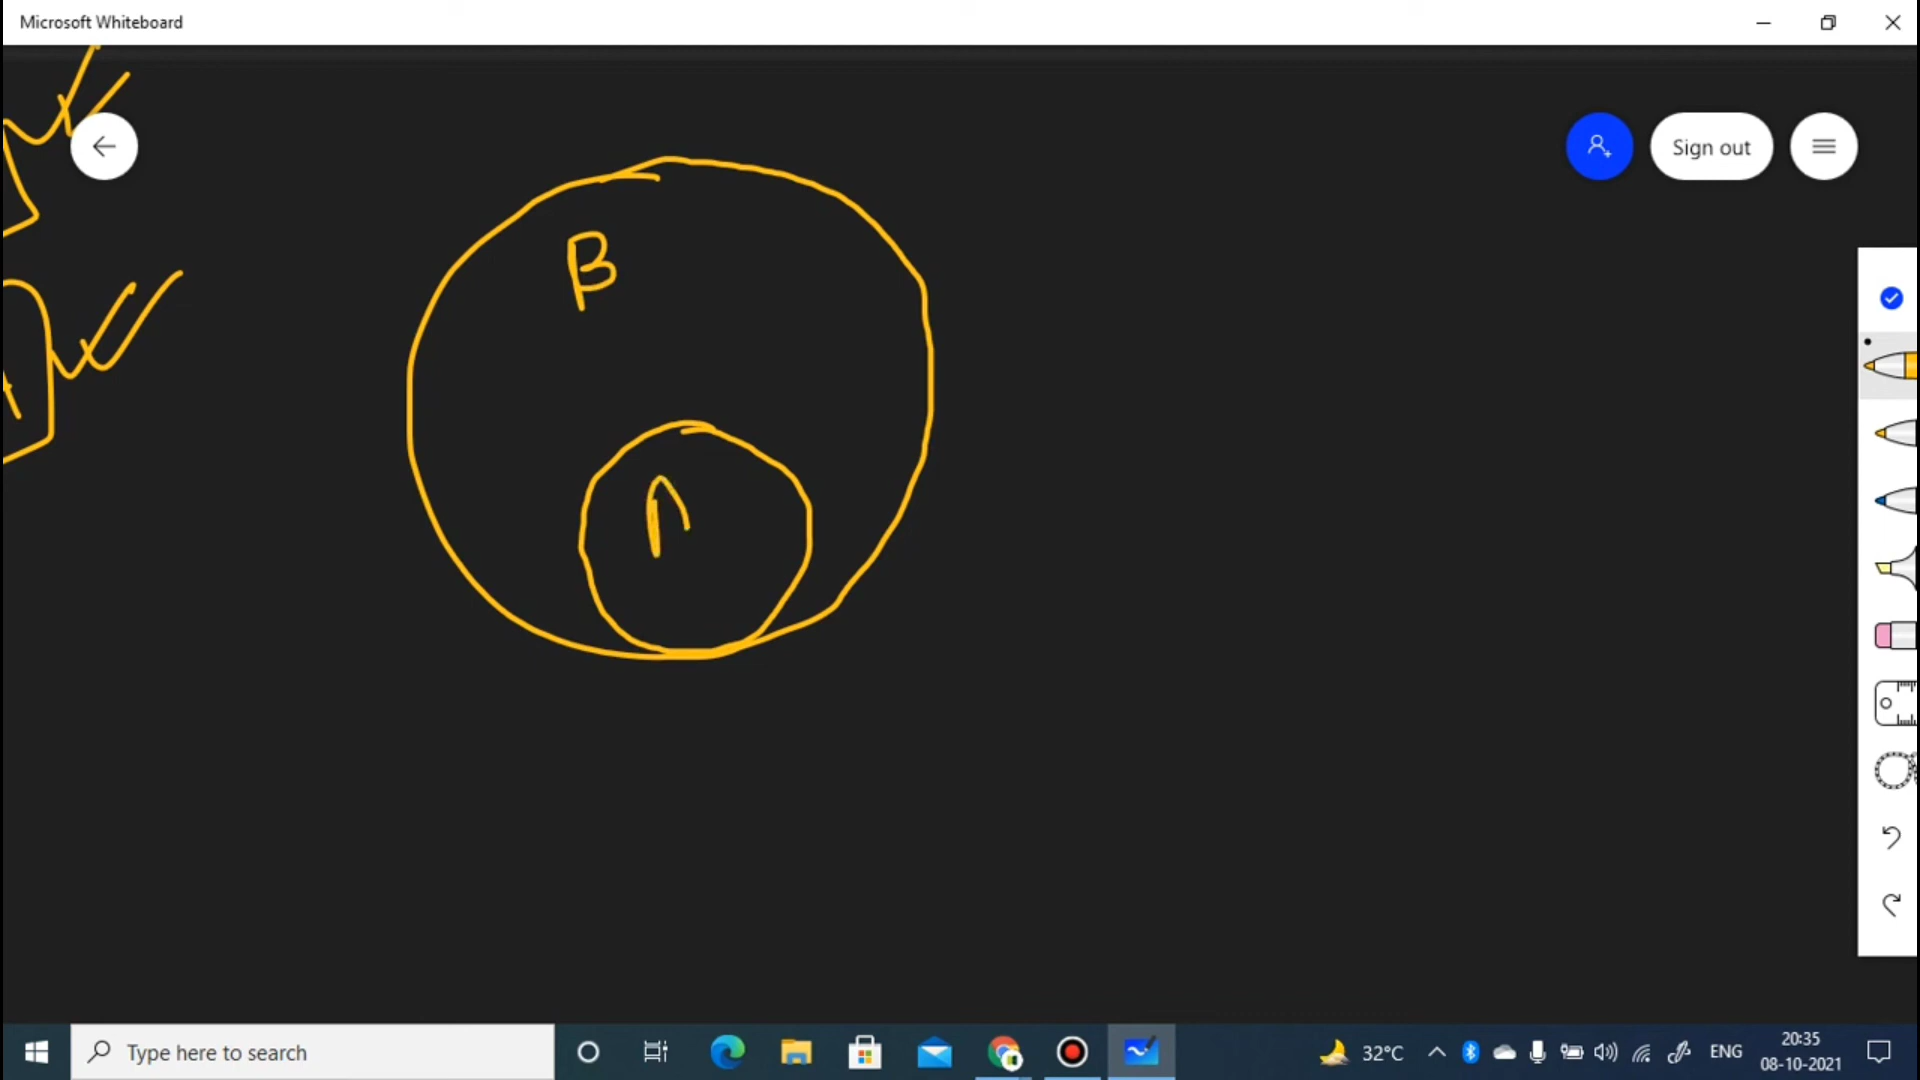 Microsoft Whiteboard
Sign out
B
Type here to search
32°C
ENG
20:35
08-10-2021